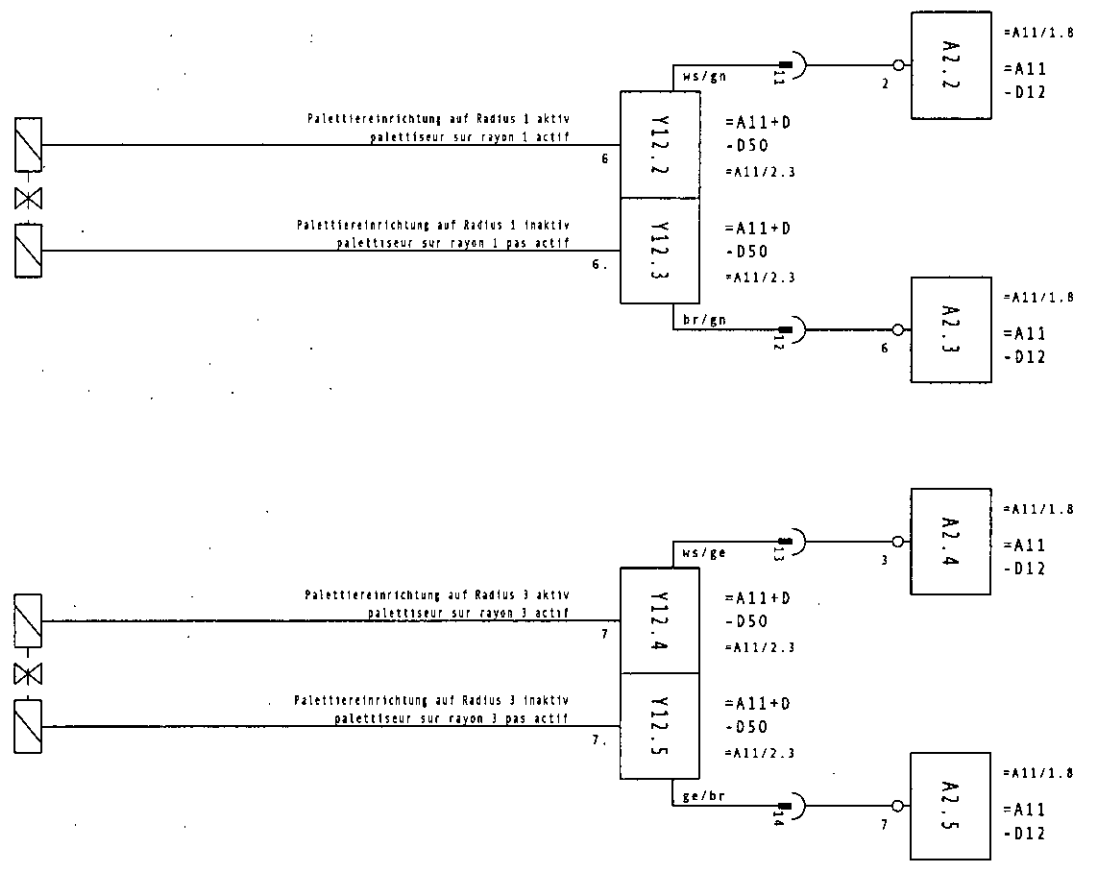 =A11/1.8
A2.2
=A11
-D12
2
11
ws/gn
Palettiereinrichtung auf Radius 1 aktiv
palettiseur sur rayon 1 actif
6
Y12.2
=A11+D
-D50
=A11/2.3
Palettiereinrichtung auf Radius 1 inaktiv
palettiseur sur rayon 1 pas actif
6.
Y12.3
=A11+D
-D50
=A11/2.3
br/gn
12
6
A2.3
=A11/1.8
=A11
-D12
=A11/1.8
A2.4
=A11
-D12
3
13
ws/ge
Palettiereinrichtung auf Radius 3 aktiv
palettiseur sur rayon 3 actif
7
Y12.4
=A11+D
-D50
=A11/2.3
Palettiereinrichtung auf Radius 3 inaktiv
palettiseur sur rayon 3 pas actif
7.
Y12.5
=A11+D
-D50
=A11/2.3
ge/br
14
7
A2.5
=A11/1.8
=A11
-D12